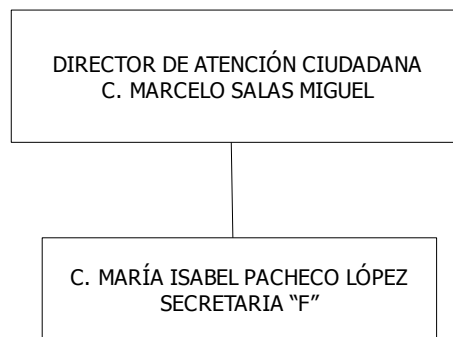 DIRECTOR DE ATENCIÓN CIUDADANA
C. MARCELO SALAS MIGUEL
C. MARÍA ISABEL PACHECO LÓPEZ
SECRETARIA “F”